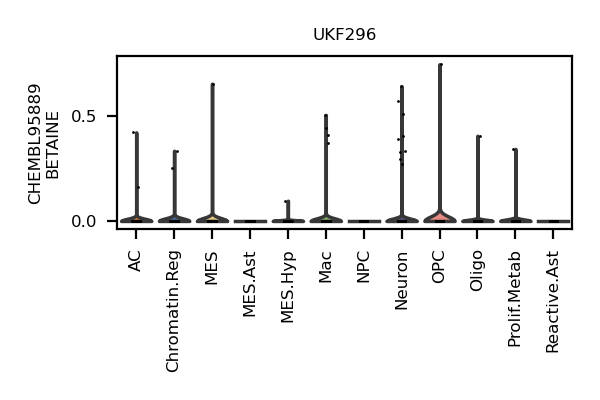 UKF296
CHEMBL95889
BETAINE
0.5
0.0
AC
Chromatin.Reg
MES
MES.Ast
MES.Hyp
Mac
NPC
Neuron
OPC
Oligo
Prolif.Metab
Reactive.Ast